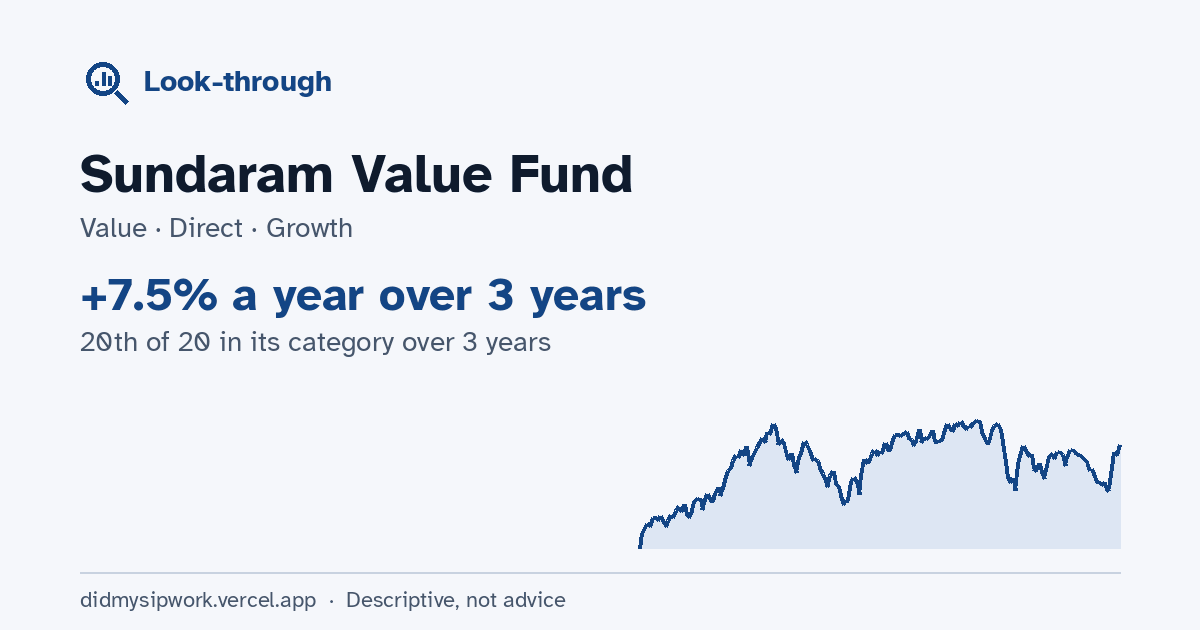 Look-through
Sundaram Value Fund
Value · Direct · Growth
+7.5% a year over 3 years
20th of 20 in its category over 3 years
didmysipwork.vercel.app · Descriptive, not advice